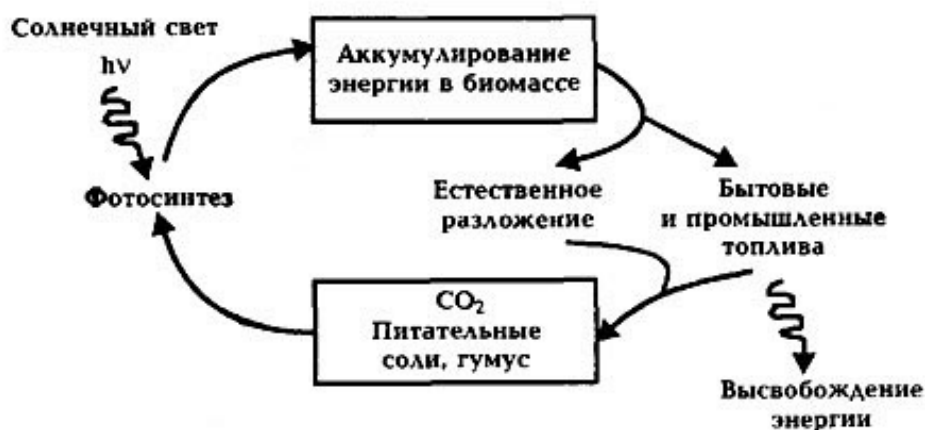 Солнечный свет
hν
Аккумулирование
энергии в биомассе
Фотосинтез
Естественное
разложение
Бытовые
и промышленные
топлива
CO₂
Питательные
соли, гумус
Высвобождение
энергии